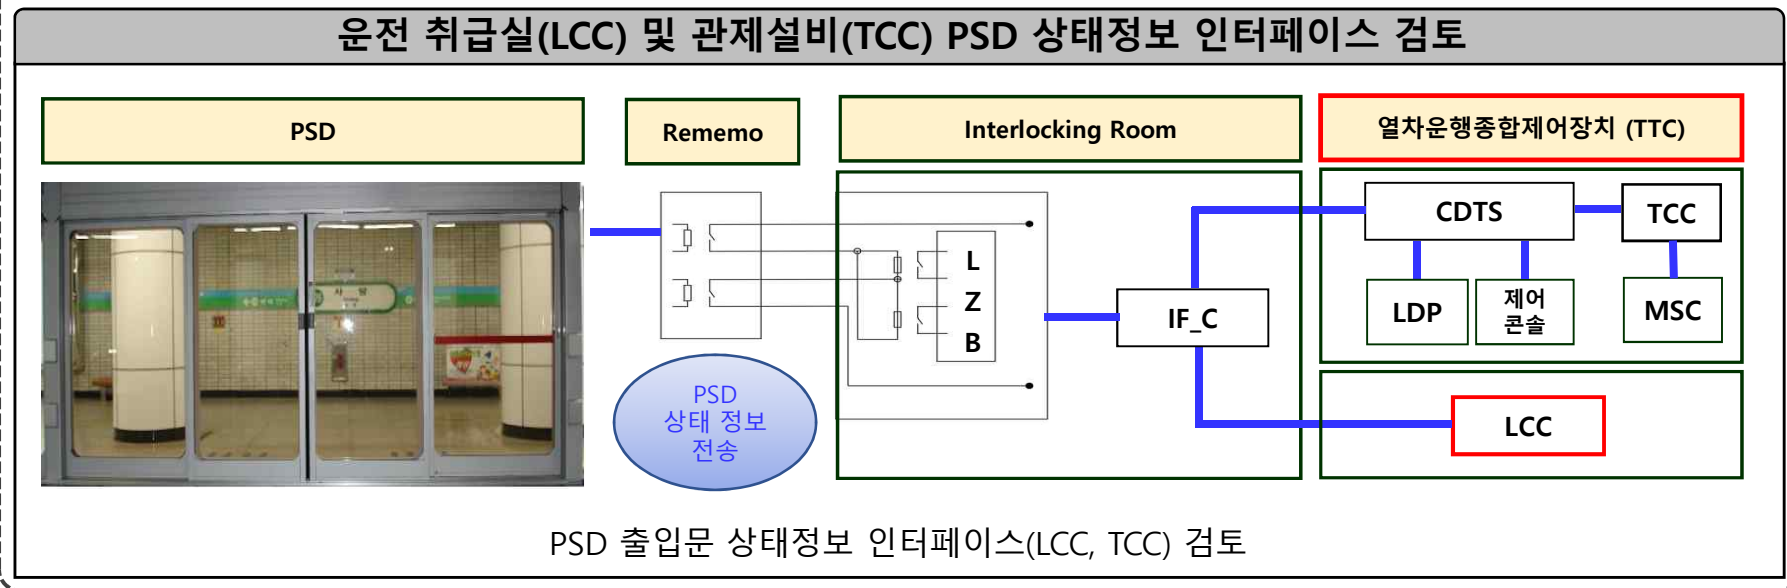 운전 취급실(LCC) 및 관제설비(TCC) PSD 상태정보 인터페이스 검토
PSD
Rememo
Interlocking Room
열차운행종합제어장치 (TTC)
L
Z
B
IF_C
CDTS
TCC
LDP
제어
콘솔
MSC
LCC
PSD
상태 정보
전송
사당
PSD 출입문 상태정보 인터페이스(LCC, TCC) 검토